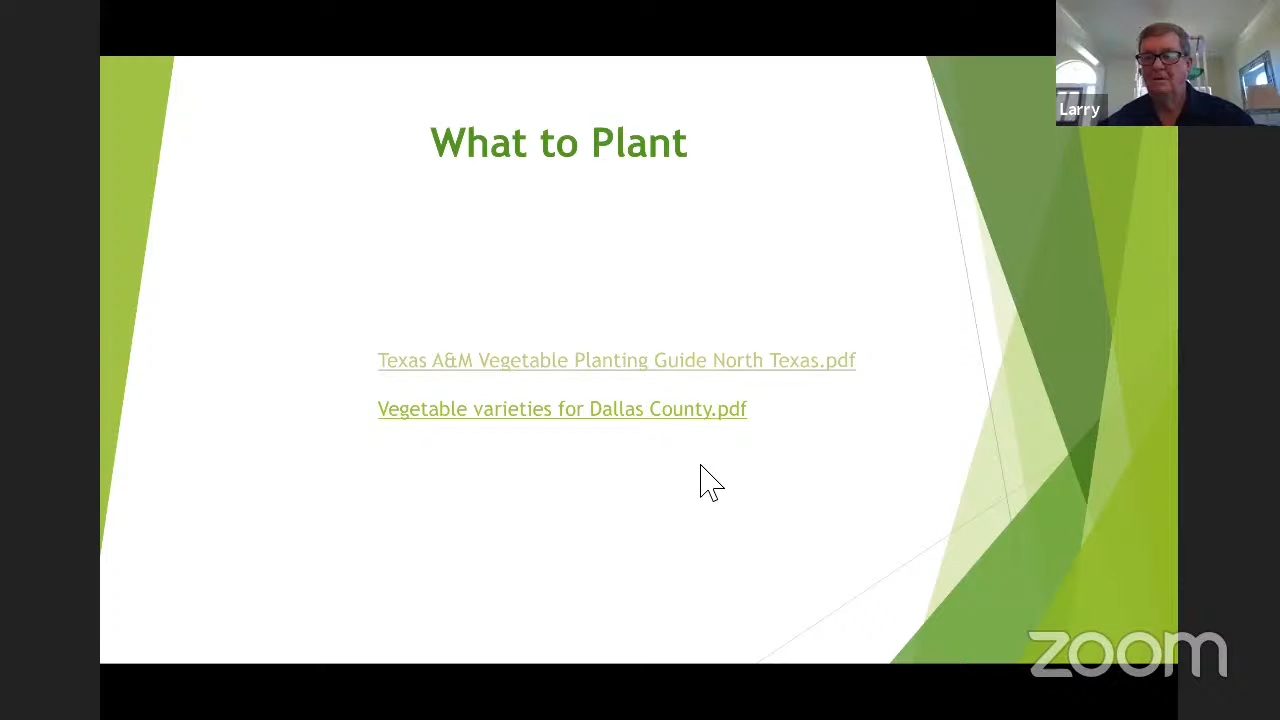 What to Plant
Larry
Texas A&M Vegetable Planting Guide North Texas.pdf
Vegetable varieties for Dallas County.pdf
zoom